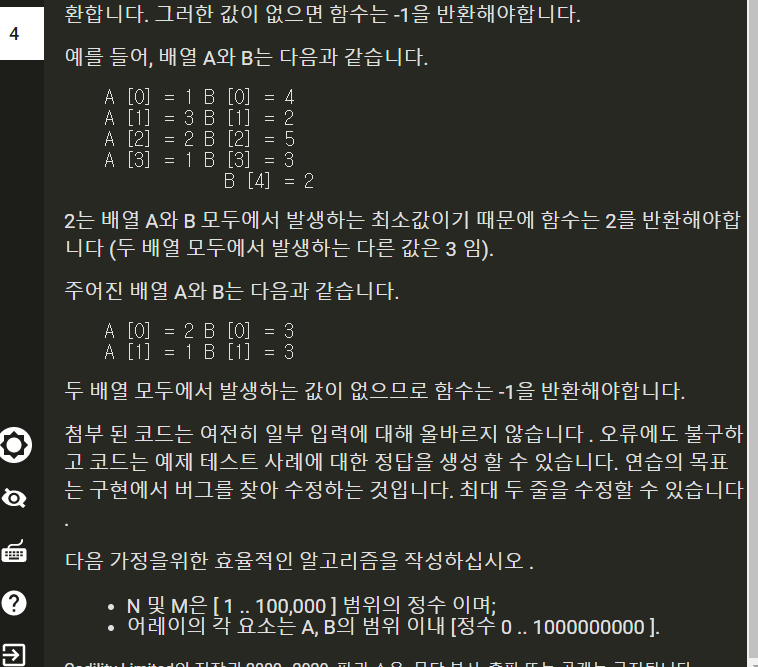 4
환합니다. 그러한 값이 없으면 함수는 -1을 반환해야합니다.
예를 들어, 배열 A와 B는 다음과 같습니다.
A [0] = 1 B [0] = 4
A [1] = 3 B [1] = 2
A [2] = 2 B [2] = 5
A [3] = 1 B [3] = 3
B [4] = 2
2는 배열 A와 B 모두에서 발생하는 최소값이기 때문에 함수는 2를 반환해야합
니다 (두 배열 모두에서 발생하는 다른 값은 3 임).
주어진 배열 A와 B는 다음과 같습니다.
A [0] = 2 B [0] = 3
A [1] = 1 B [1] = 3
두 배열 모두에서 발생하는 값이 없으므로 함수는 -1을 반환해야합니다.
첨부 된 코드는 여전히 일부 입력에 대해 올바르지 않습니다 . 오류에도 불구하
고 코드는 예제 테스트 사례에 대한 정답을 생성 할 수 있습니다. 연습의 목표
는 구현에서 버그를 찾아 수정하는 것입니다. 최대 두 줄을 수정할 수 있습니다
.
다음 가정을위한 효율적인 알고리즘을 작성하십시오 .
• N 및 M은 [ 1 .. 100,000 ] 범위의 정수 이며;
• 어레이의 각 요소는 A, B의 범위 이내 [정수 0 .. 1000000000 ].